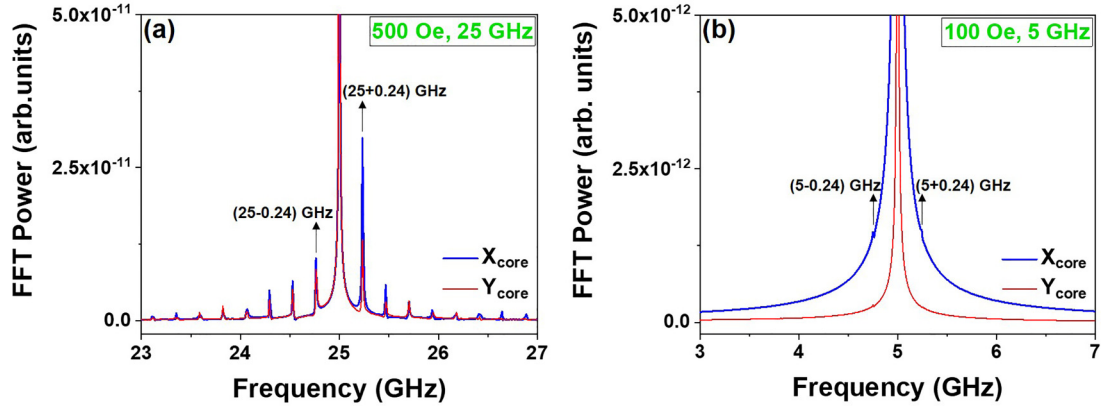 (a)
500 Oe, 25 GHz
5.0x10⁻¹¹
2.5x10⁻¹¹
0.0
FFT Power (arb.units)
(25+0.24) GHz
(25-0.24) GHz
Xcore
Ycore
23 24 25 26 27
Frequency (GHz)
(b)
100 Oe, 5 GHz
5.0x10⁻¹²
2.5x10⁻¹²
0.0
FFT Power (arb. units)
(5-0.24) GHz
(5+0.24) GHz
Xcore
Ycore
3 4 5 6 7
Frequency (GHz)